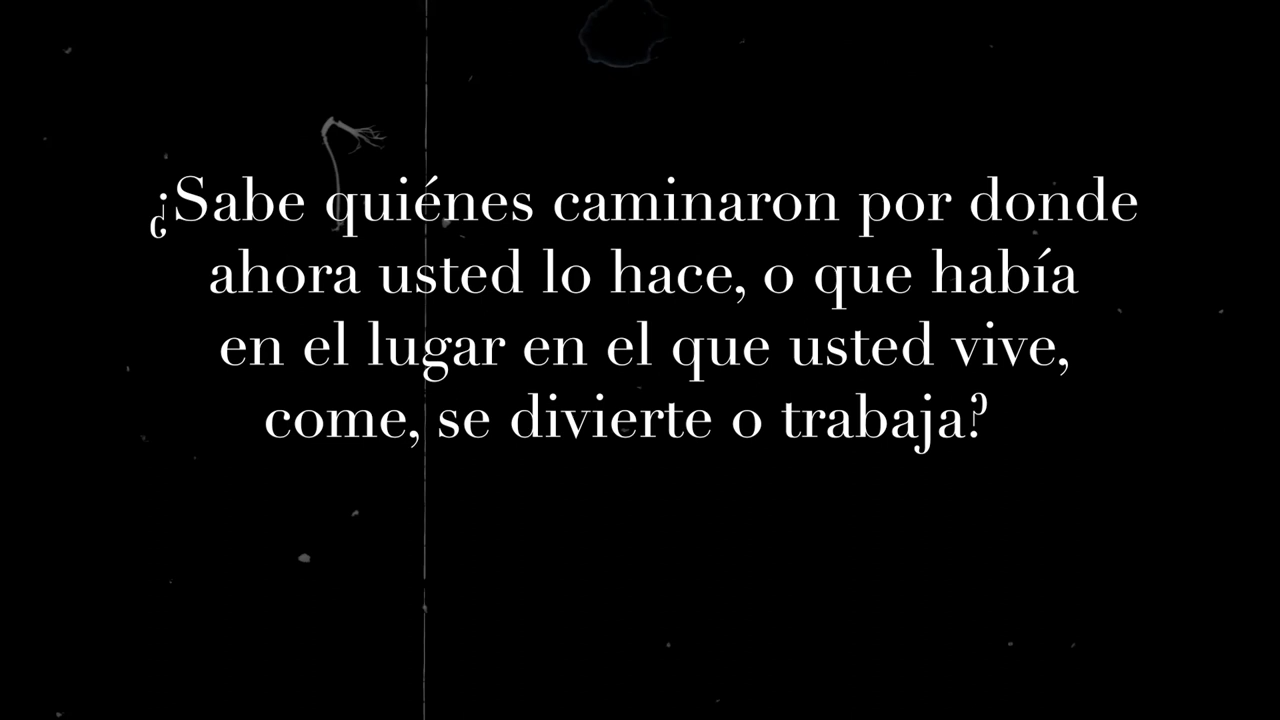 ¿Sabe quiénes caminaron por donde
ahora usted lo hace, o que había
en el lugar en el que usted vive,
come, se divierte o trabaja?